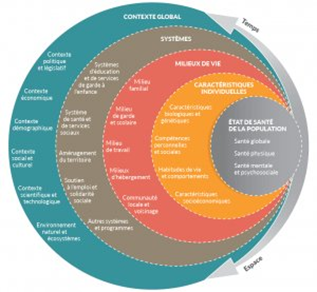 CONTEXTE GLOBAL
Temps
SYSTÈMES
MILIEUX DE VIE
CARACTÉRISTIQUES
INDIVIDUELLES
ÉTAT DE SANTÉ
DE LA POPULATION
Santé globale
Santé physique
Santé mentale
et psychosociale
Contexte
politique
et législatif
Contexte
économique
Contexte
démographique
Contexte
social et
culturel
Contexte
scientifique et
technologique
Environnement
naturel et
écosystèmes
Systèmes
d'éducation et
de services
de garde à
l'enfance
Système de
santé et de
services
sociaux
Aménagement
du territoire
Soutien
à l'emploi et
solidarité
sociale
Autres systèmes
et programmes
Milieu
familial
Milieu
de garde
et scolaire
Milieu
de travail
Milieux
d'hébergement
Communauté
locale et
voisinage
Caractéristiques
biologiques et
génétiques
Compétences
personnelles
et sociales
Habitudes de vie
et comportements
Caractéristiques
socioéconomiques
Espace